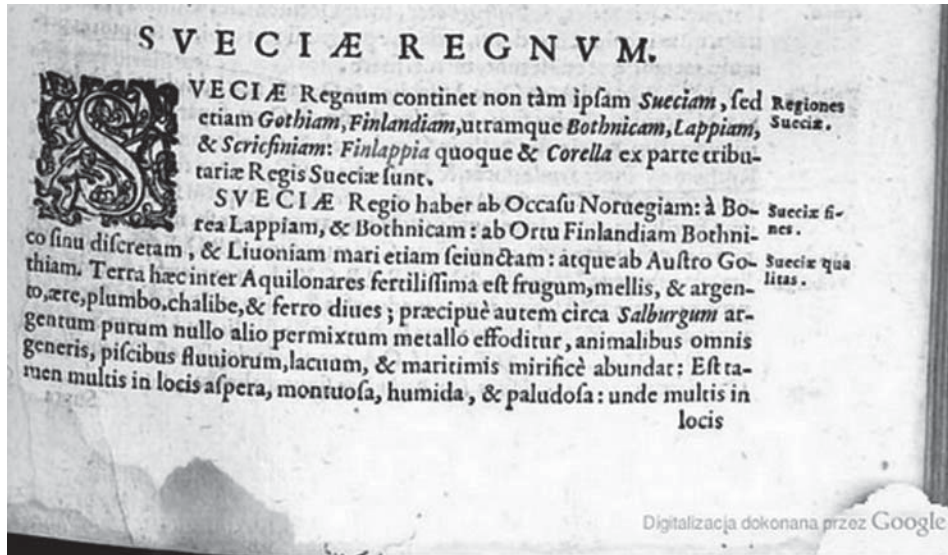 SVECIÆ REGNVM.
SVECIÆ Regnum continet non tàm ipſam Sueciam, ſed
etiam Gothiam, Finlandiam, utramque Bothnicam, Lappiam,
& Scricfiniam: Finlappia quoque & Corella ex parte tribu-
tariæ Regis Sueciæ ſunt.
Regiones
Sueciæ.
SVECIÆ Regio haber ab Occaſu Noruegiam: à Bo-
rea Lappiam, & Bothnicam: ab Ortu Finlandiam Bothni-
co ſinu diſcretam, & Liuoniam mari etiam ſeiunctam: atque ab Auſtro Go-
thiam. Terra hæc inter Aquilonares fertiliſſima eſt frugum, mellis, & argen-
to, ære, plumbo, chalibe, & ferro diues; præcipuè autem circa Salburgum ar-
gentum purum nullo alio permixtum metallo effoditur, animalibus omnis
generis, piſcibus fluuiorum, lacuum, & maritimis mirificè abundat: Eſt ta-
men multis in locis aſpera, montuoſa, humida, & paludoſa: unde multis in
locis
Sueciæ fi-
nes.
Sueciæ qua
litas.
Digitalizacja dokonana przez Google